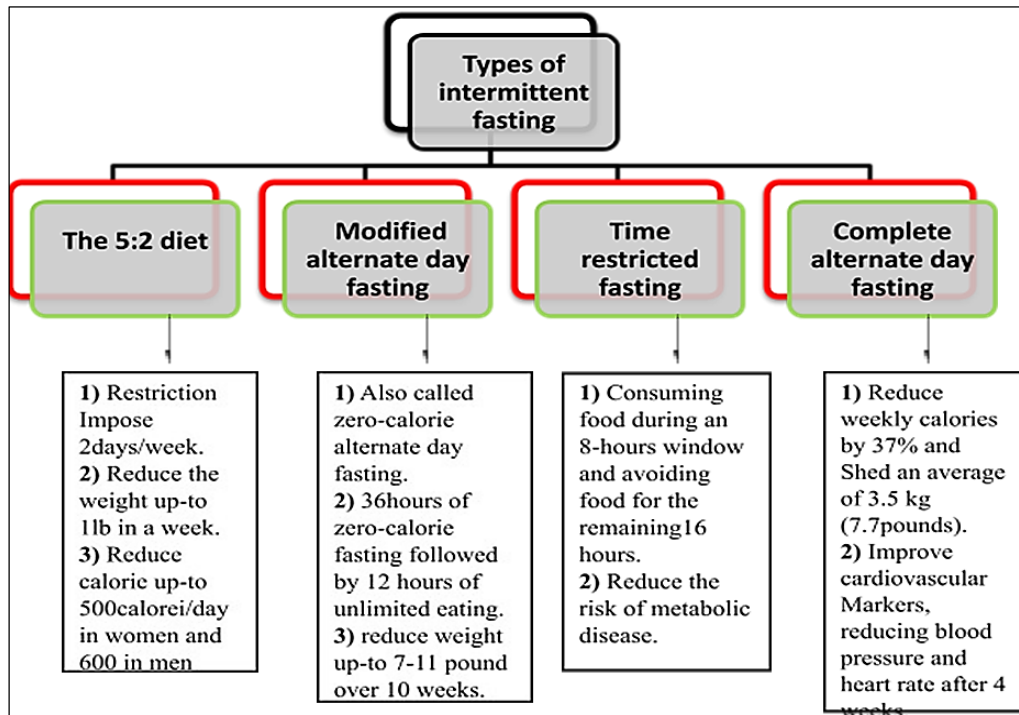 Types of
intermittent
fasting
The 5:2 diet
Modified
alternate day
fasting
Time
restricted
fasting
Complete
alternate day
fasting
1) Restriction
Impose
2days/week.
2) Reduce the
weight up-to
1lb in a week.
3) Reduce
calorie up-to
500calorei/day
in women and
600 in men
1) Also called
zero-calorie
alternate day
fasting.
2) 36hours of
zero-calorie
fasting followed
by 12 hours of
unlimited eating.
3) reduce weight
up-to 7-11 pound
over 10 weeks.
1) Consuming
food during an
8-hours window
and avoiding
food for the
remaining16
hours.
2) Reduce the
risk of metabolic
disease.
1) Reduce
weekly calories
by 37% and
Shed an average
of 3.5 kg
(7.7pounds).
2) Improve
cardiovascular
Markers,
reducing blood
pressure and
heart rate after 4
weeks